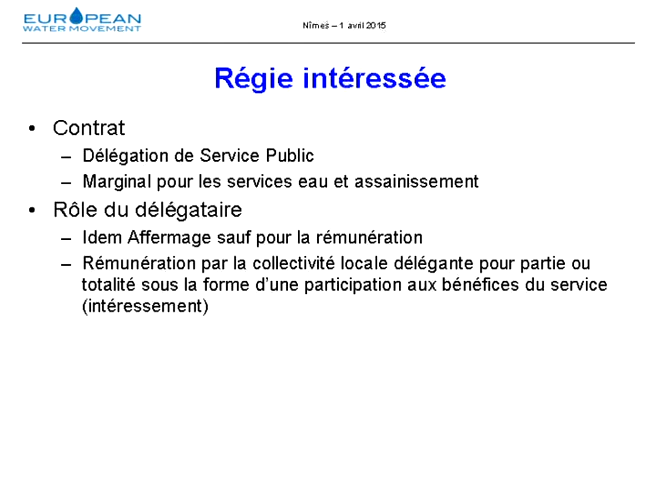 EUROPEAN
WATER MOVEMENT
Nîmes – 1 avril 2015
Régie intéressée
• Contrat
– Délégation de Service Public
– Marginal pour les services eau et assainissement
• Rôle du délégataire
– Idem Affermage sauf pour la rémunération
– Rémunération par la collectivité locale délégante pour partie ou
totalité sous la forme d’une participation aux bénéfices du service
(intéressement)